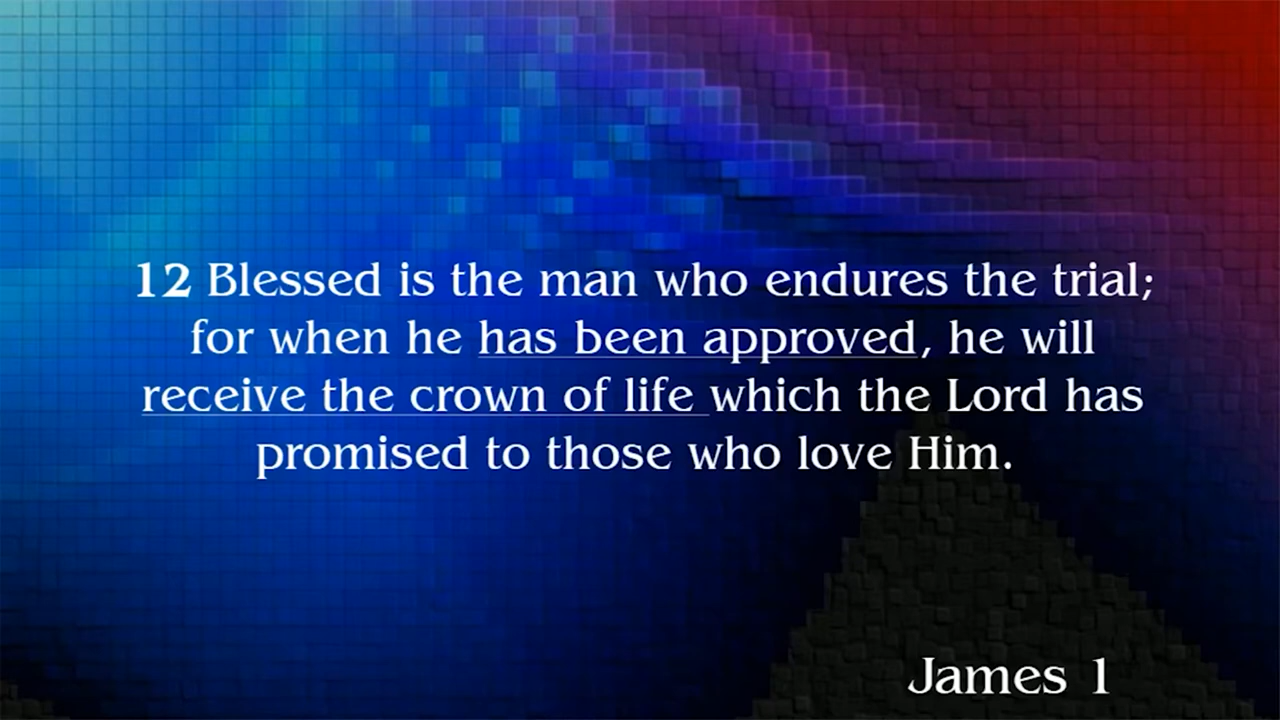 12 Blessed is the man who endures the trial;
for when he has been approved, he will
receive the crown of life which the Lord has
promised to those who love Him.
James 1